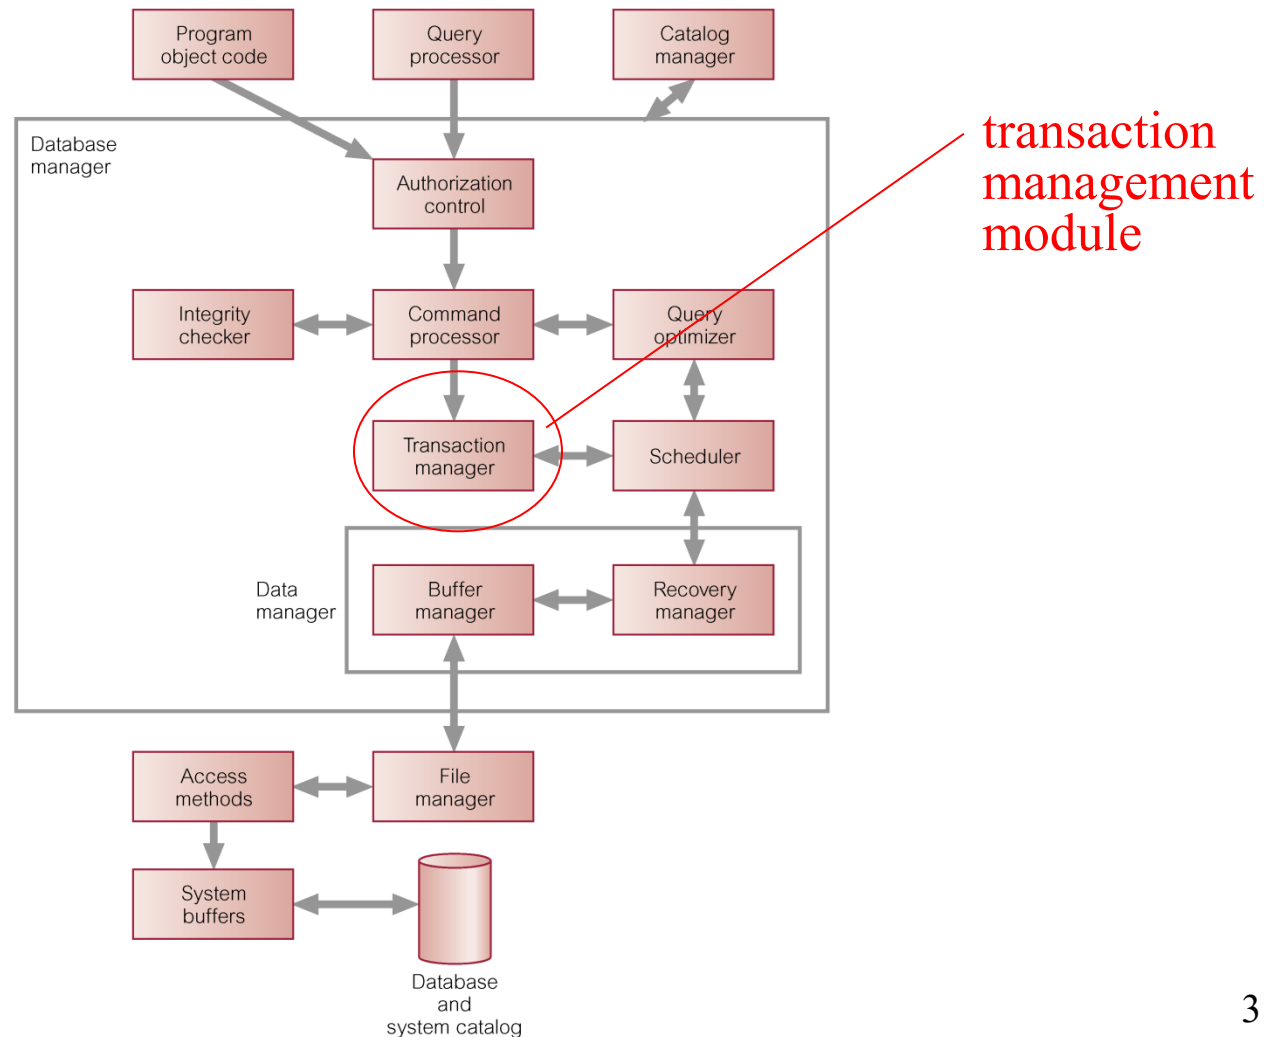 Program
object code
Query
processor
Catalog
manager
Database
manager
transaction
management
module
Authorization
control
Integrity
checker
Command
processor
Query
optimizer
Transaction
manager
Scheduler
Data
manager
Buffer
manager
Recovery
manager
Access
methods
File
manager
System
buffers
Database
and
system catalog
3